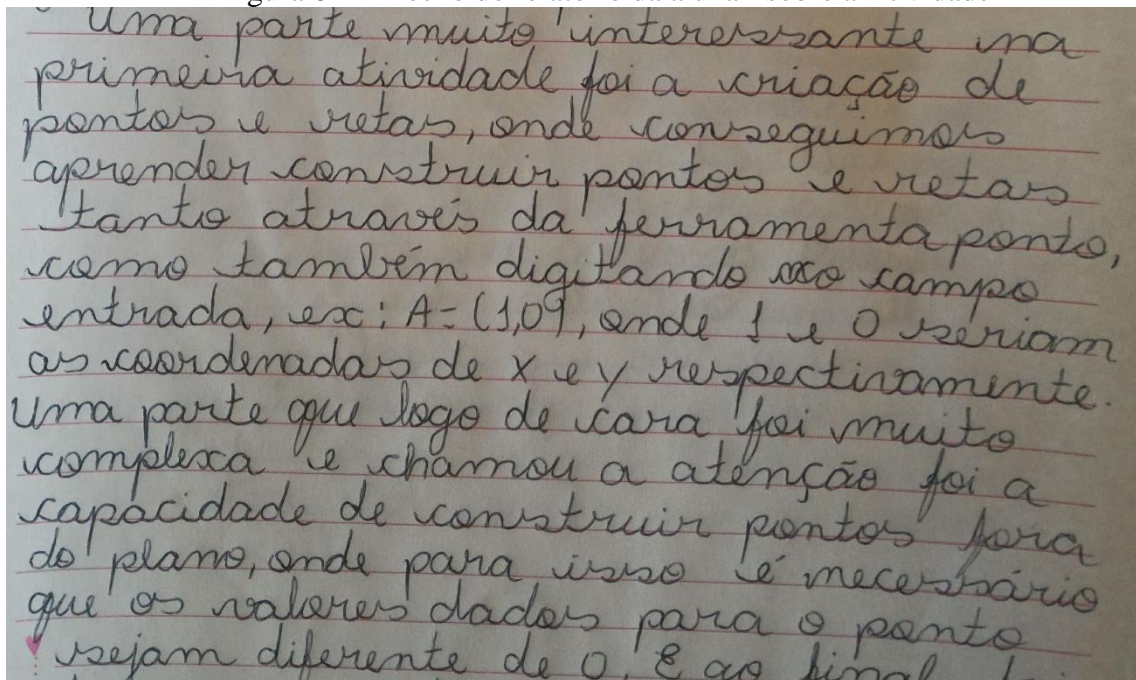 Uma parte muito interessante na
primeira atividade foi a criação de
pontos e retas, onde conseguimos
aprender construir pontos e retas
tanto através da ferramenta ponto,
como também digitando no campo
entrada, ex: A=(1,0), onde 1 e 0 seriam
as coordenadas de x e y respectivamente.
Uma parte que logo de cara foi muito
complexa e chamou a atenção foi a
capacidade de construir pontos fora
do plano, onde para isso é necessário
que os valores dados para o ponto
sejam diferente de 0. E ao final